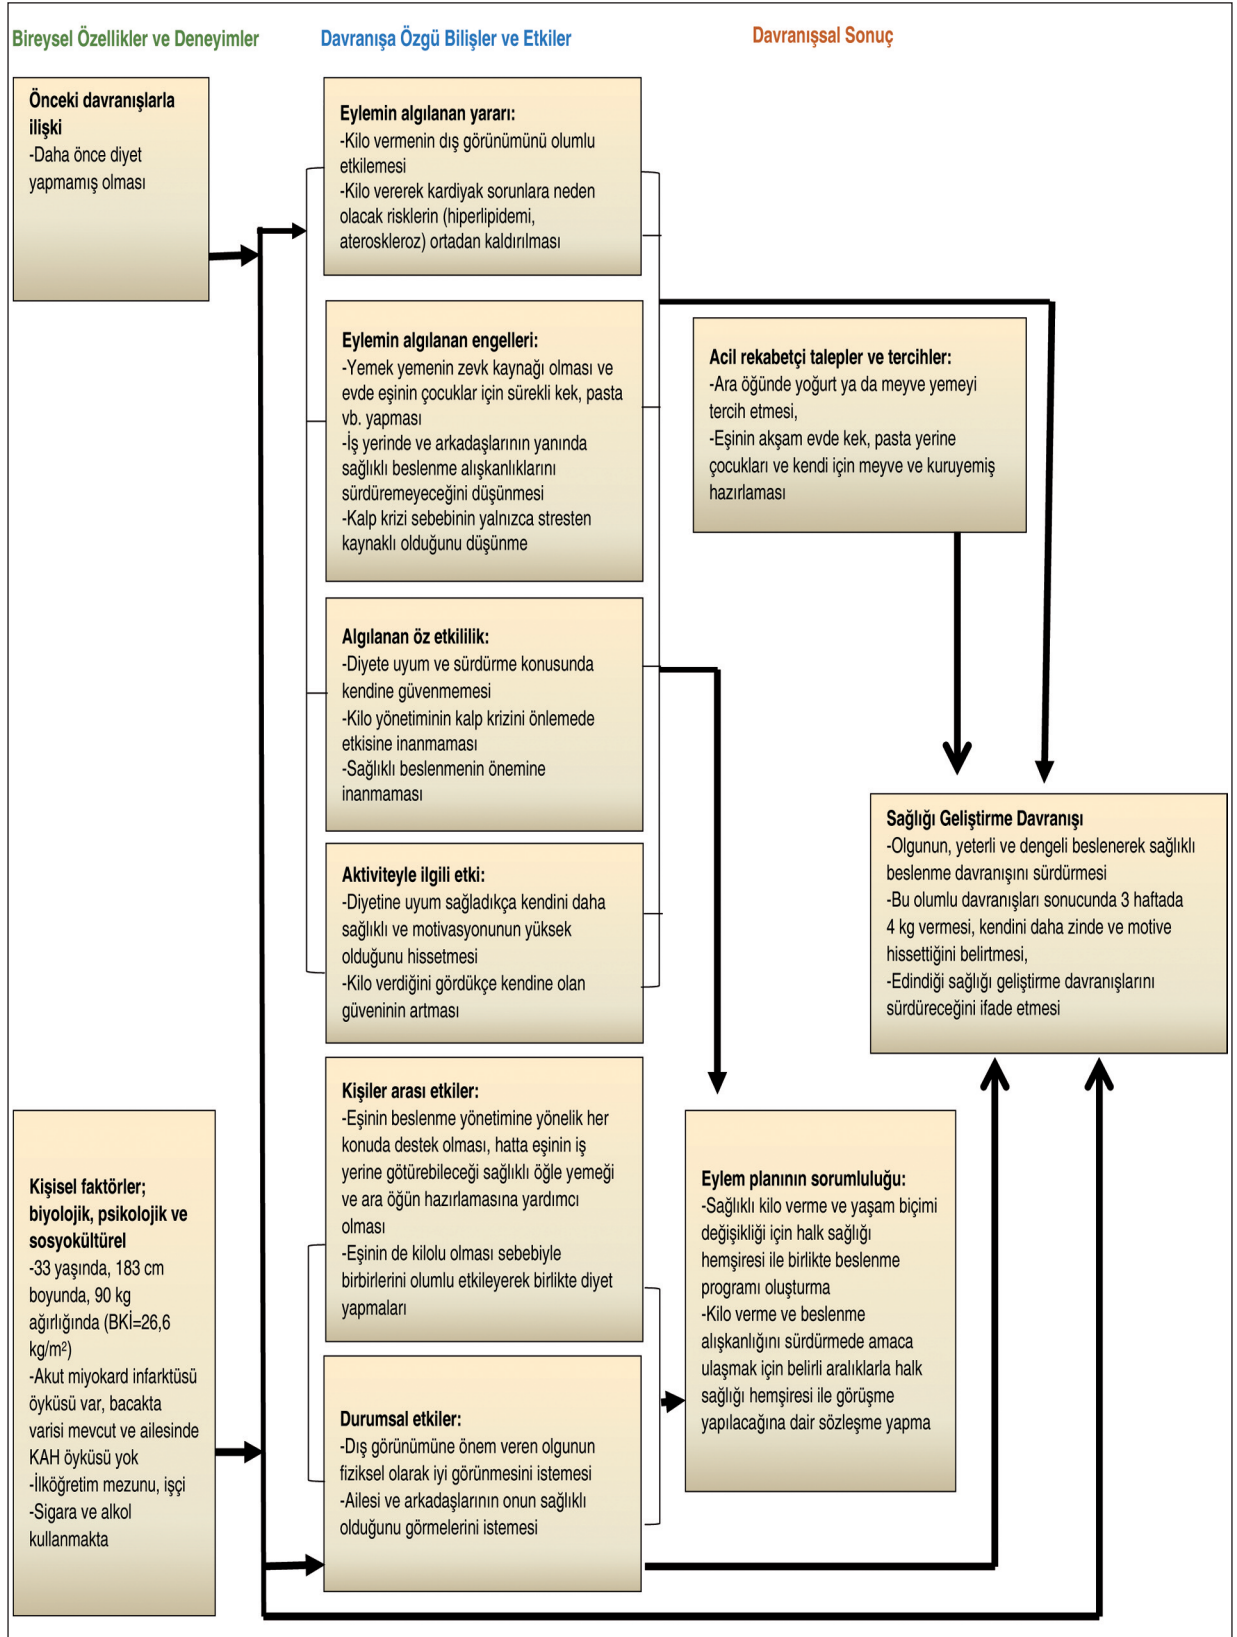 Bireysel Özellikler ve Deneyimler
Davranışa Özgü Bilişler ve Etkiler
Davranışsal Sonuç
Önceki davranışlarla
ilişki
-Daha önce diyet
yapmamış olması
Kişisel faktörler;
biyolojik, psikolojik ve
sosyokültürel
-33 yaşında, 183 cm
boyunda, 90 kg
ağırlığında (BKİ=26,6
kg/m²)
-Akut miyokard infarktüsü
öyküsü var, bacakta
varisi mevcut ve ailesinde
KAH öyküsü yok
-İlköğretim mezunu, işçi
-Sigara ve alkol
kullanmakta
Eylemin algılanan yararı:
-Kilo vermenin dış görünümünü olumlu
etkilemesi
-Kilo vererek kardiyak sorunlara neden
olacak risklerin (hiperlipidemi,
ateroskleroz) ortadan kaldırılması
Eylemin algılanan engelleri:
-Yemek yemenin zevk kaynağı olması ve
evde eşinin çocuklar için sürekli kek, pasta
vb. yapması
-İş yerinde ve arkadaşlarının yanında
sağlıklı beslenme alışkanlıklarını
sürdüremeyeceğini düşünmesi
-Kalp krizi sebebinin yalnızca stresten
kaynaklı olduğunu düşünme
Algılanan öz etkililik:
-Diyete uyum ve sürdürme konusunda
kendine güvenmemesi
-Kilo yönetiminin kalp krizini önlemede
etkisine inanmaması
-Sağlıklı beslenmenin önemine
inanmaması
Aktiviteyle ilgili etki:
-Diyetine uyum sağladıkça kendini daha
sağlıklı ve motivasyonunun yüksek
olduğunu hissetmesi
-Kilo verdiğini gördükçe kendine olan
güveninin artması
Kişiler arası etkiler:
-Eşinin beslenme yönetimine yönelik her
konuda destek olması, hatta eşinin iş
yerine götürebileceği sağlıklı öğle yemeği
ve ara öğün hazırlamasına yardımcı
olması
-Eşinin de kilolu olması sebebiyle
birbirlerini olumlu etkileyerek birlikte diyet
yapmaları
Durumsal etkiler:
-Dış görünümüne önem veren olgunun
fiziksel olarak iyi görünmesini istemesi
-Ailesi ve arkadaşlarının onun sağlıklı
olduğunu görmelerini istemesi
Acil rekabetçi talepler ve tercihler:
-Ara öğünde yoğurt ya da meyve yemeyi
tercih etmesi,
-Eşinin akşam evde kek, pasta yerine
çocukları ve kendi için meyve ve kuruyemiş
hazırlaması
Sağlığı Geliştirme Davranışı
-Olgunun, yeterli ve dengeli beslenerek sağlıklı
beslenme davranışını sürdürmesi
-Bu olumlu davranışları sonucunda 3 haftada
4 kg vermesi, kendini daha zinde ve motive
hissettiğini belirtmesi,
-Edindiği sağlığı geliştirme davranışlarını
sürdüreceğini ifade etmesi
Eylem planının sorumluluğu:
-Sağlıklı kilo verme ve yaşam biçimi
değişikliği için halk sağlığı
hemşiresi ile birlikte beslenme
programı oluşturma
-Kilo verme ve beslenme
alışkanlığını sürdürmede amaca
ulaşmak için belirli aralıklarla halk
sağlığı hemşiresi ile görüşme
yapılacağına dair sözleşme yapma